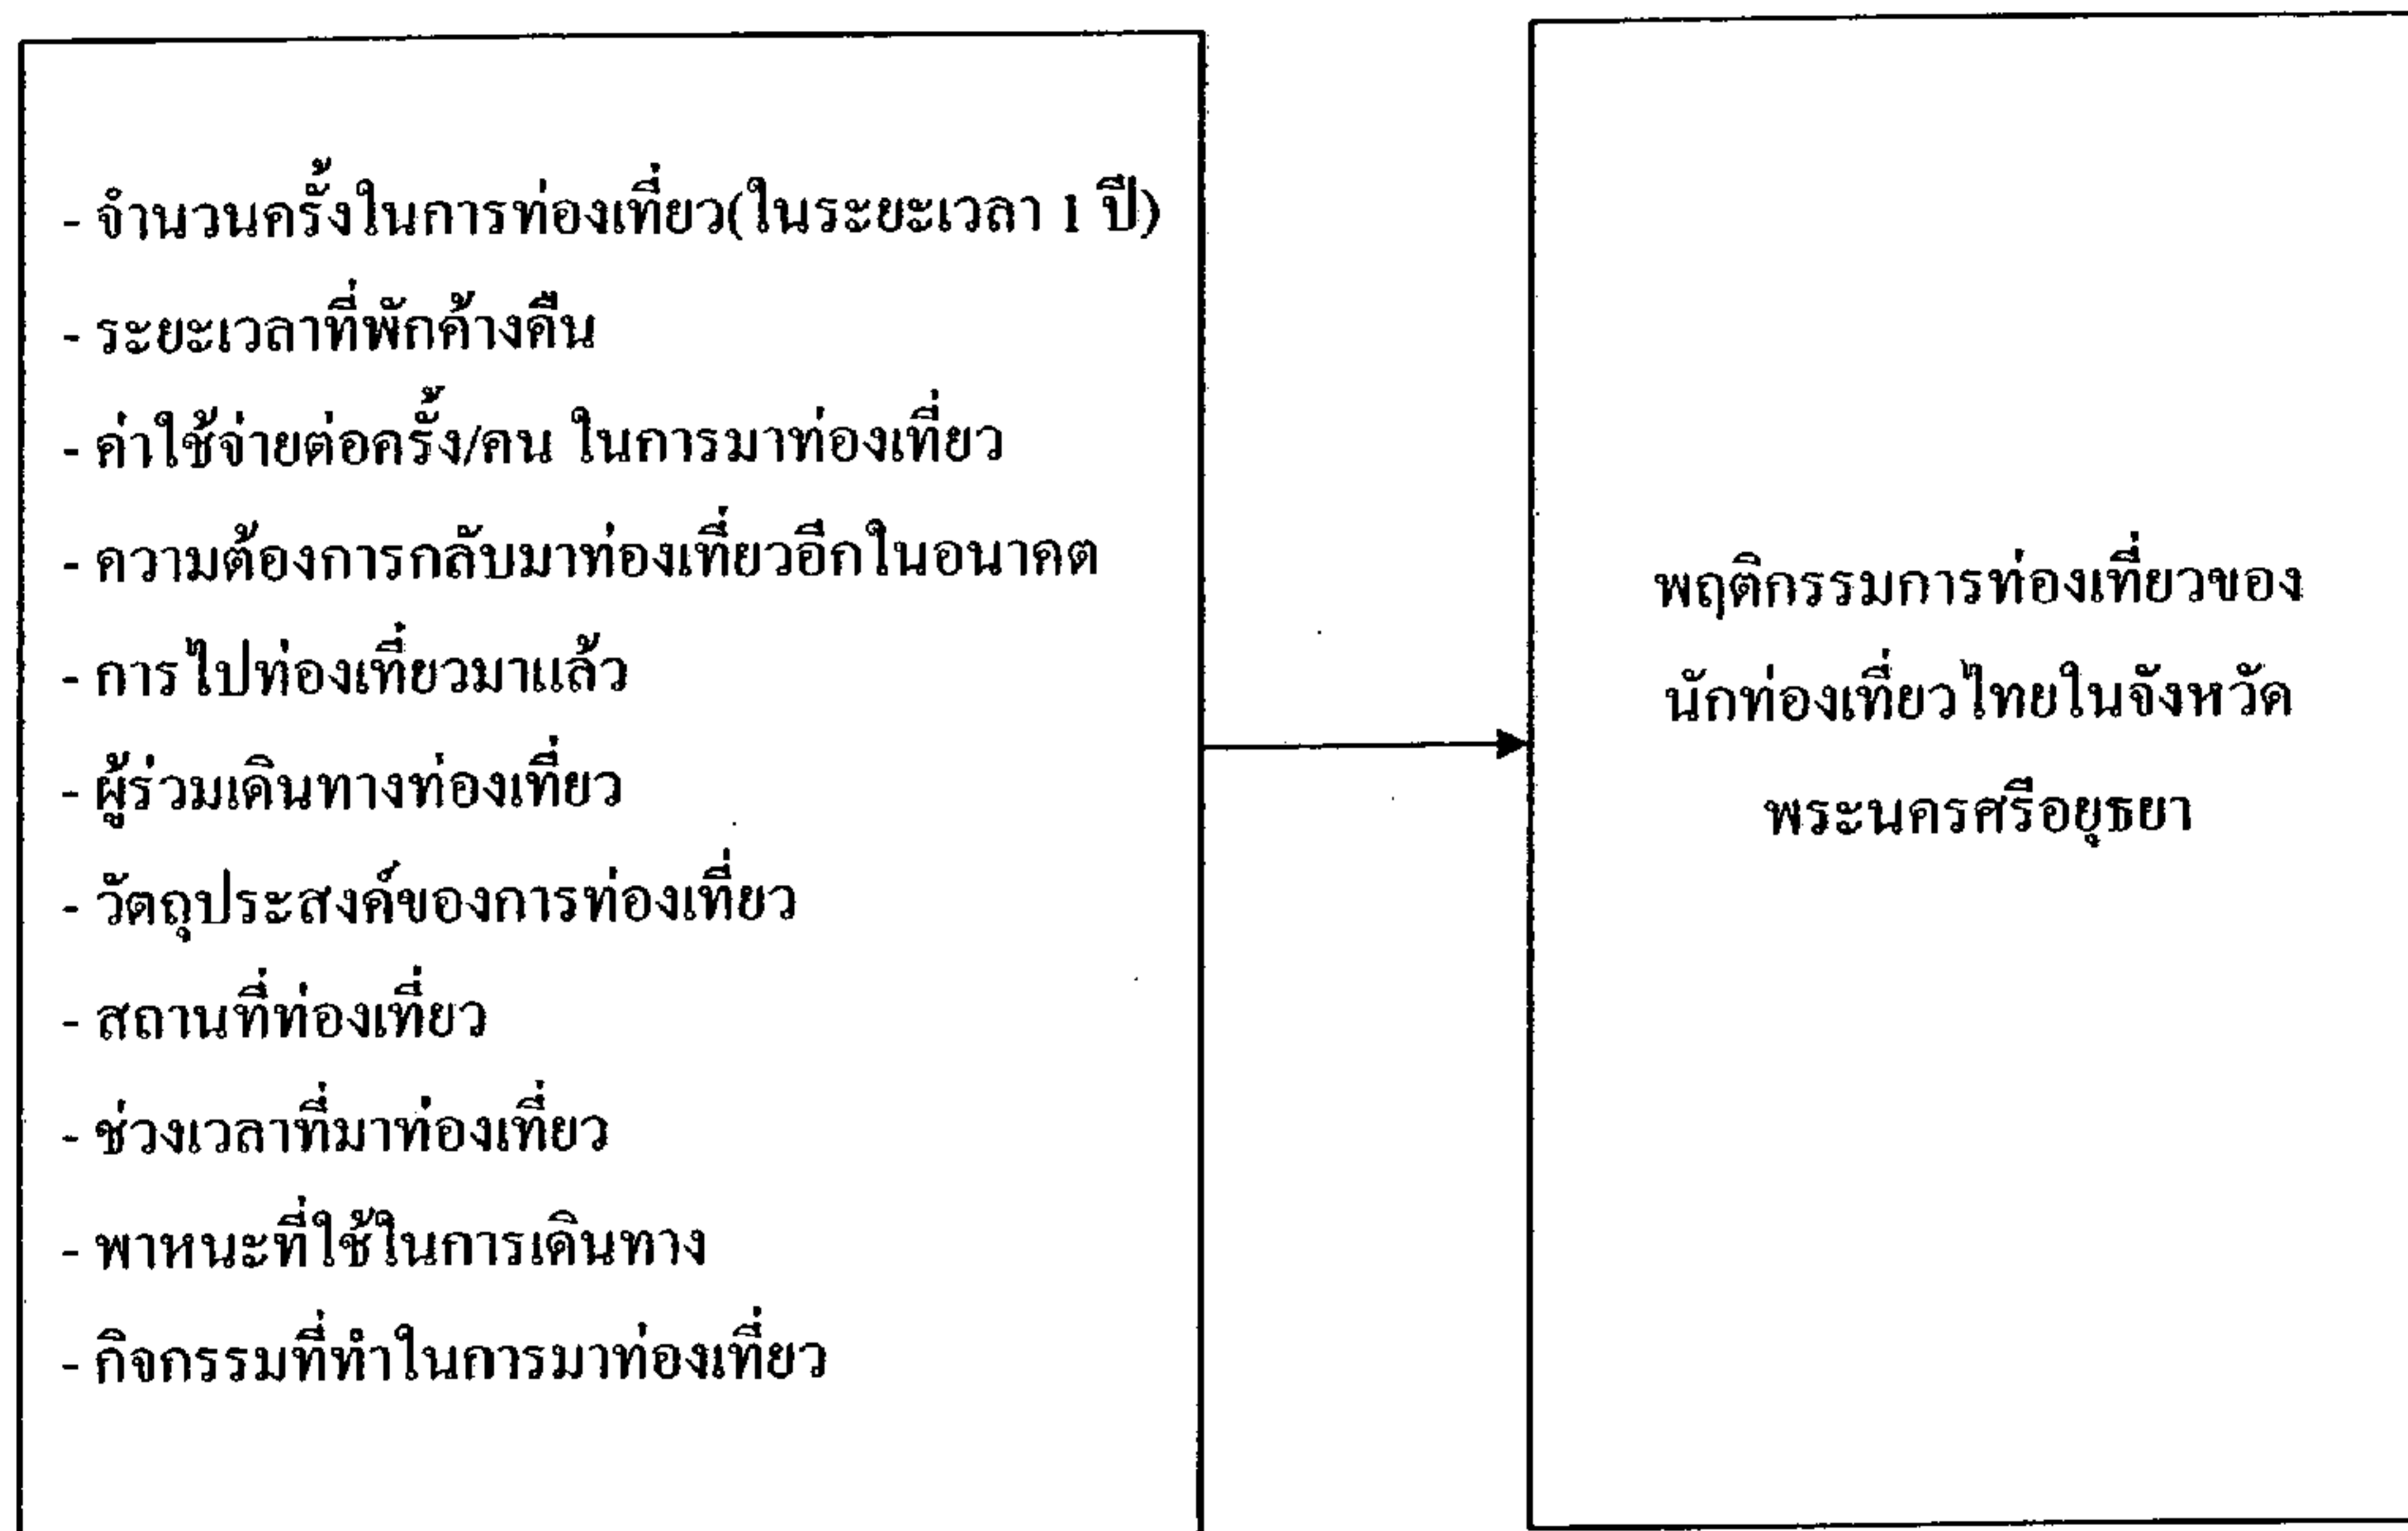 - จำนวนครั้งในการท่องเที่ยว(ในระยะเวลา 1 ปี)
- ระยะเวลาที่พักค้างคืน
- ค่าใช้จ่ายต่อครั้ง/คน ในการมาท่องเที่ยว
- ความต้องการกลับมาท่องเที่ยวอีกในอนาคต
- การไปท่องเที่ยวมาแล้ว
- ผู้ร่วมเดินทางท่องเที่ยว
- วัตถุประสงค์ของการท่องเที่ยว
- สถานที่ท่องเที่ยว
- ช่วงเวลาที่มาท่องเที่ยว
- พาหนะที่ใช้ในการเดินทาง
- กิจกรรมที่ทำในการมาท่องเที่ยว
พฤติกรรมการท่องเที่ยวของ
นักท่องเที่ยวไทยในจังหวัด
พระนครศรีอยุธยา